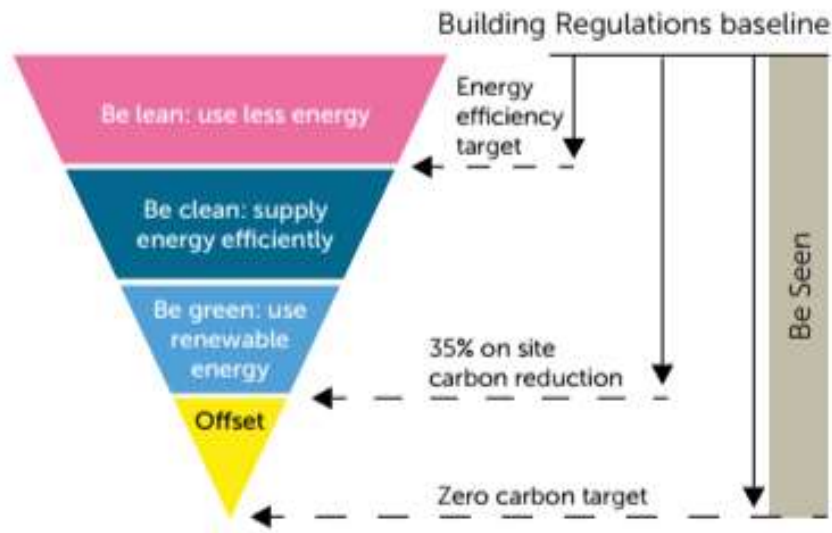 Building Regulations baseline
Be lean: use less energy
Energy
efficiency
target
Be clean: supply
energy efficiently
Be green: use
renewable
energy
35% on site
carbon reduction
Offset
Zero carbon target
Be Seen